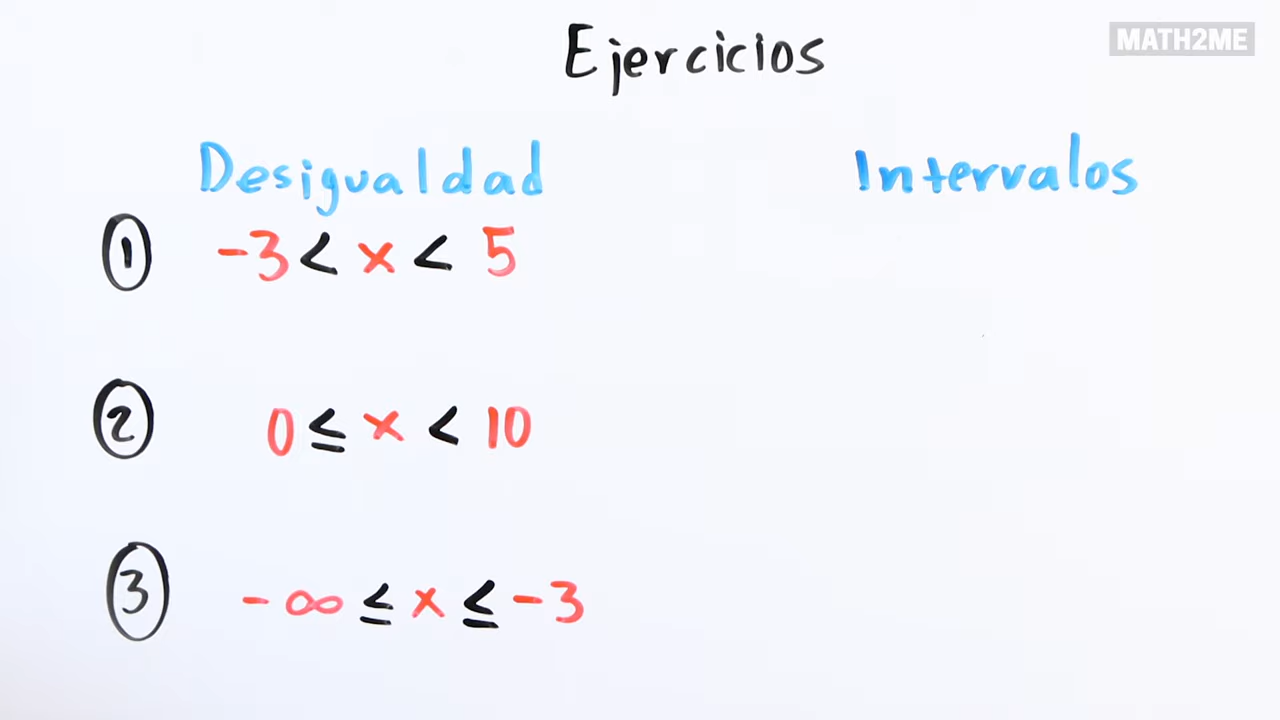 MATH2ME
Ejercicios
Desigualdad Intervalos
① -3 < x < 5
② 0 ≤ x < 10
③ -∞ ≤ x ≤ -3